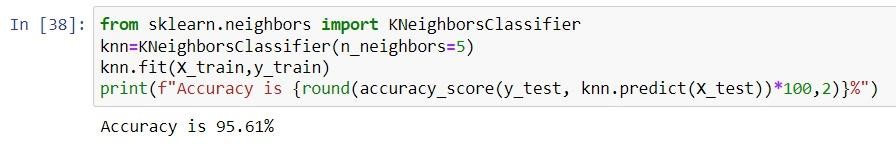 In [38]: from sklearn.neighbors import KNeighborsClassifier
knn=KNeighborsClassifier(n_neighbors=5)
knn.fit(X_train,y_train)
print(f"Accuracy is {round(accuracy_score(y_test, knn.predict(X_test))*100,2)}%")
Accuracy is 95.61%